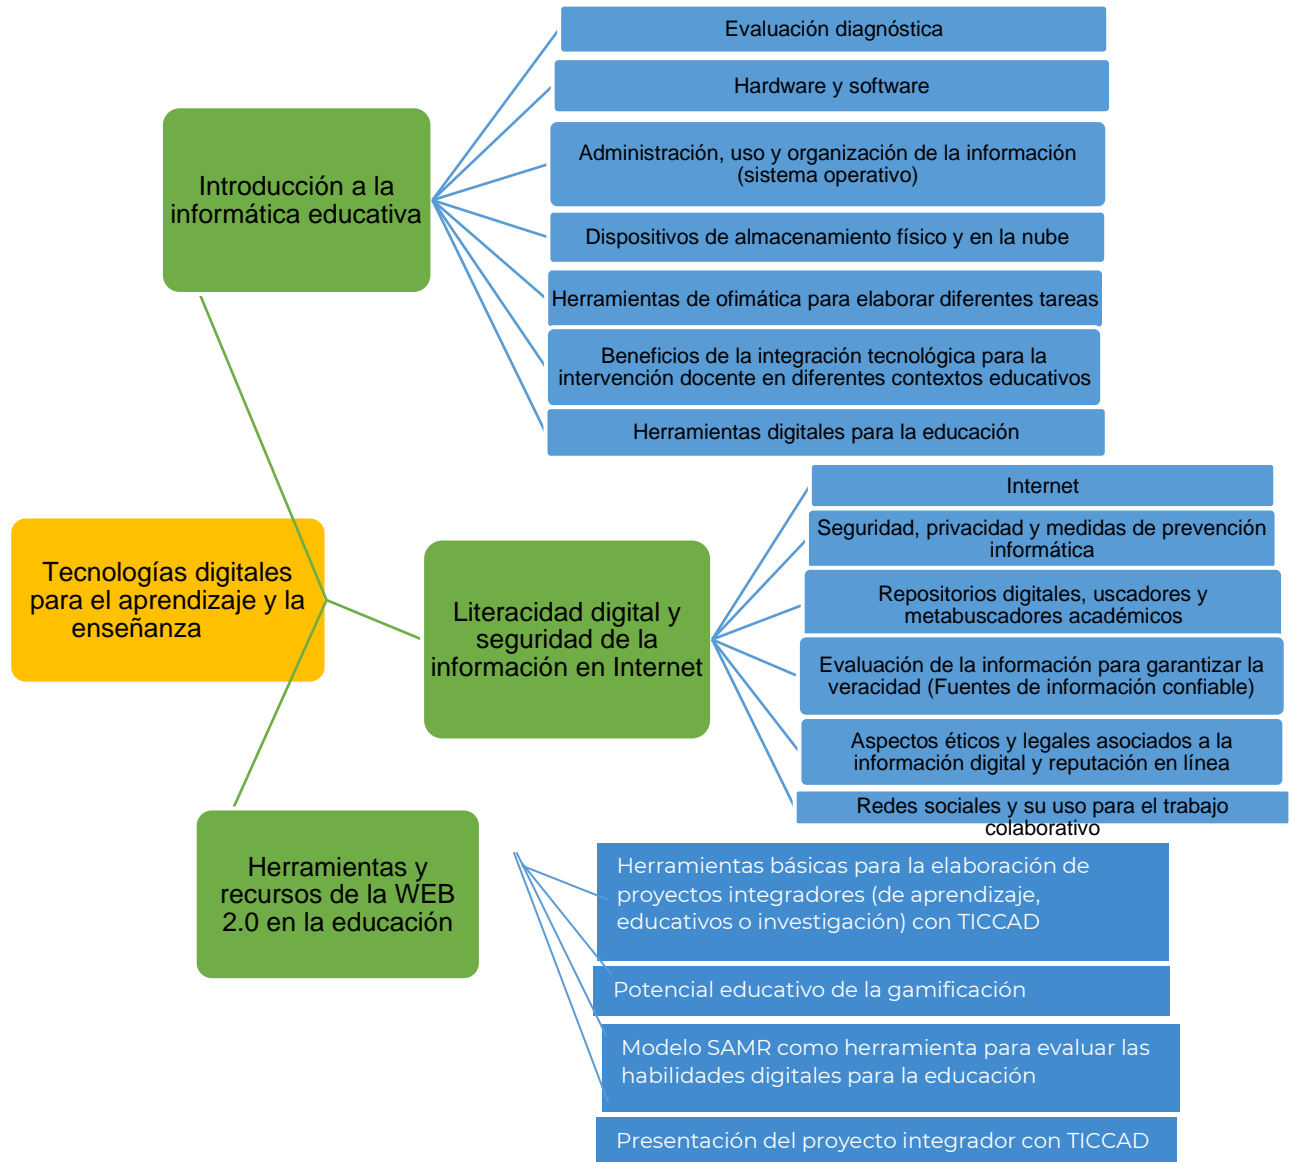 Evaluación diagnóstica
Hardware y software
Administración, uso y organización de la información
(sistema operativo)
Introducción a la
informática educativa
Dispositivos de almacenamiento físico y en la nube
Herramientas de ofimática para elaborar diferentes tareas
Beneficios de la integración tecnológica para la
intervención docente en diferentes contextos educativos
Herramientas digitales para la educación
Tecnologías digitales
para el aprendizaje y la
enseñanza
Literacidad digital y
seguridad de la
información en Internet
Internet
Seguridad, privacidad y medidas de prevención
informática
Repositorios digitales, uscadores y
metabuscadores académicos
Evaluación de la información para garantizar la
veracidad (Fuentes de información confiable)
Aspectos éticos y legales asociados a la
información digital y reputación en línea
Redes sociales y su uso para el trabajo
colaborativo
Herramientas y
recursos de la WEB
2.0 en la educación
Herramientas básicas para la elaboración de
proyectos integradores (de aprendizaje,
educativos o investigación) con TICCAD
Potencial educativo de la gamificación
Modelo SAMR como herramienta para evaluar las
habilidades digitales para la educación
Presentación del proyecto integrador con TICCAD